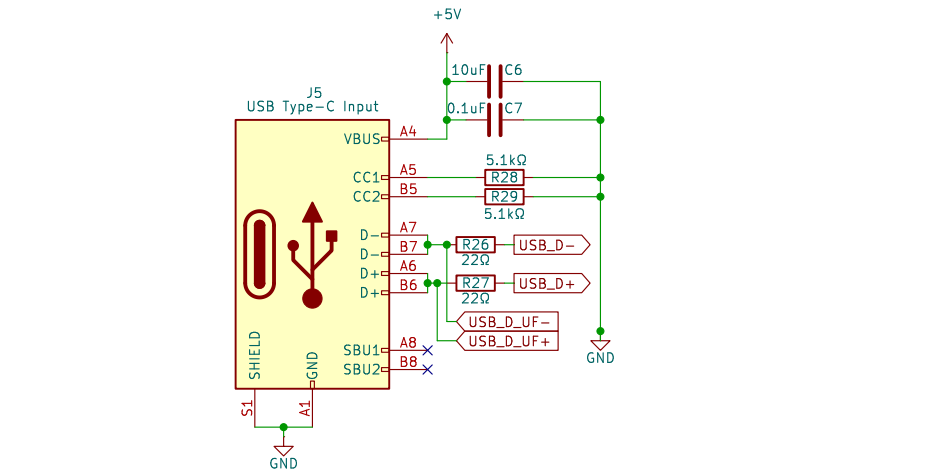 +5V
10uF C6
J5
USB Type-C Input
0.1uF C7
VBUS A4
5.1kΩ
CC1 A5 R28
CC2 B5 R29
5.1kΩ
D- A7
R26 USB_D-
D- B7
22Ω
D+ A6
R27 USB_D+
D+ B6
22Ω
USB_D_UF-
USB_D_UF+
SBU1 A8
SBU2 B8
GND
SHIELD
GND
S1
A1
GND